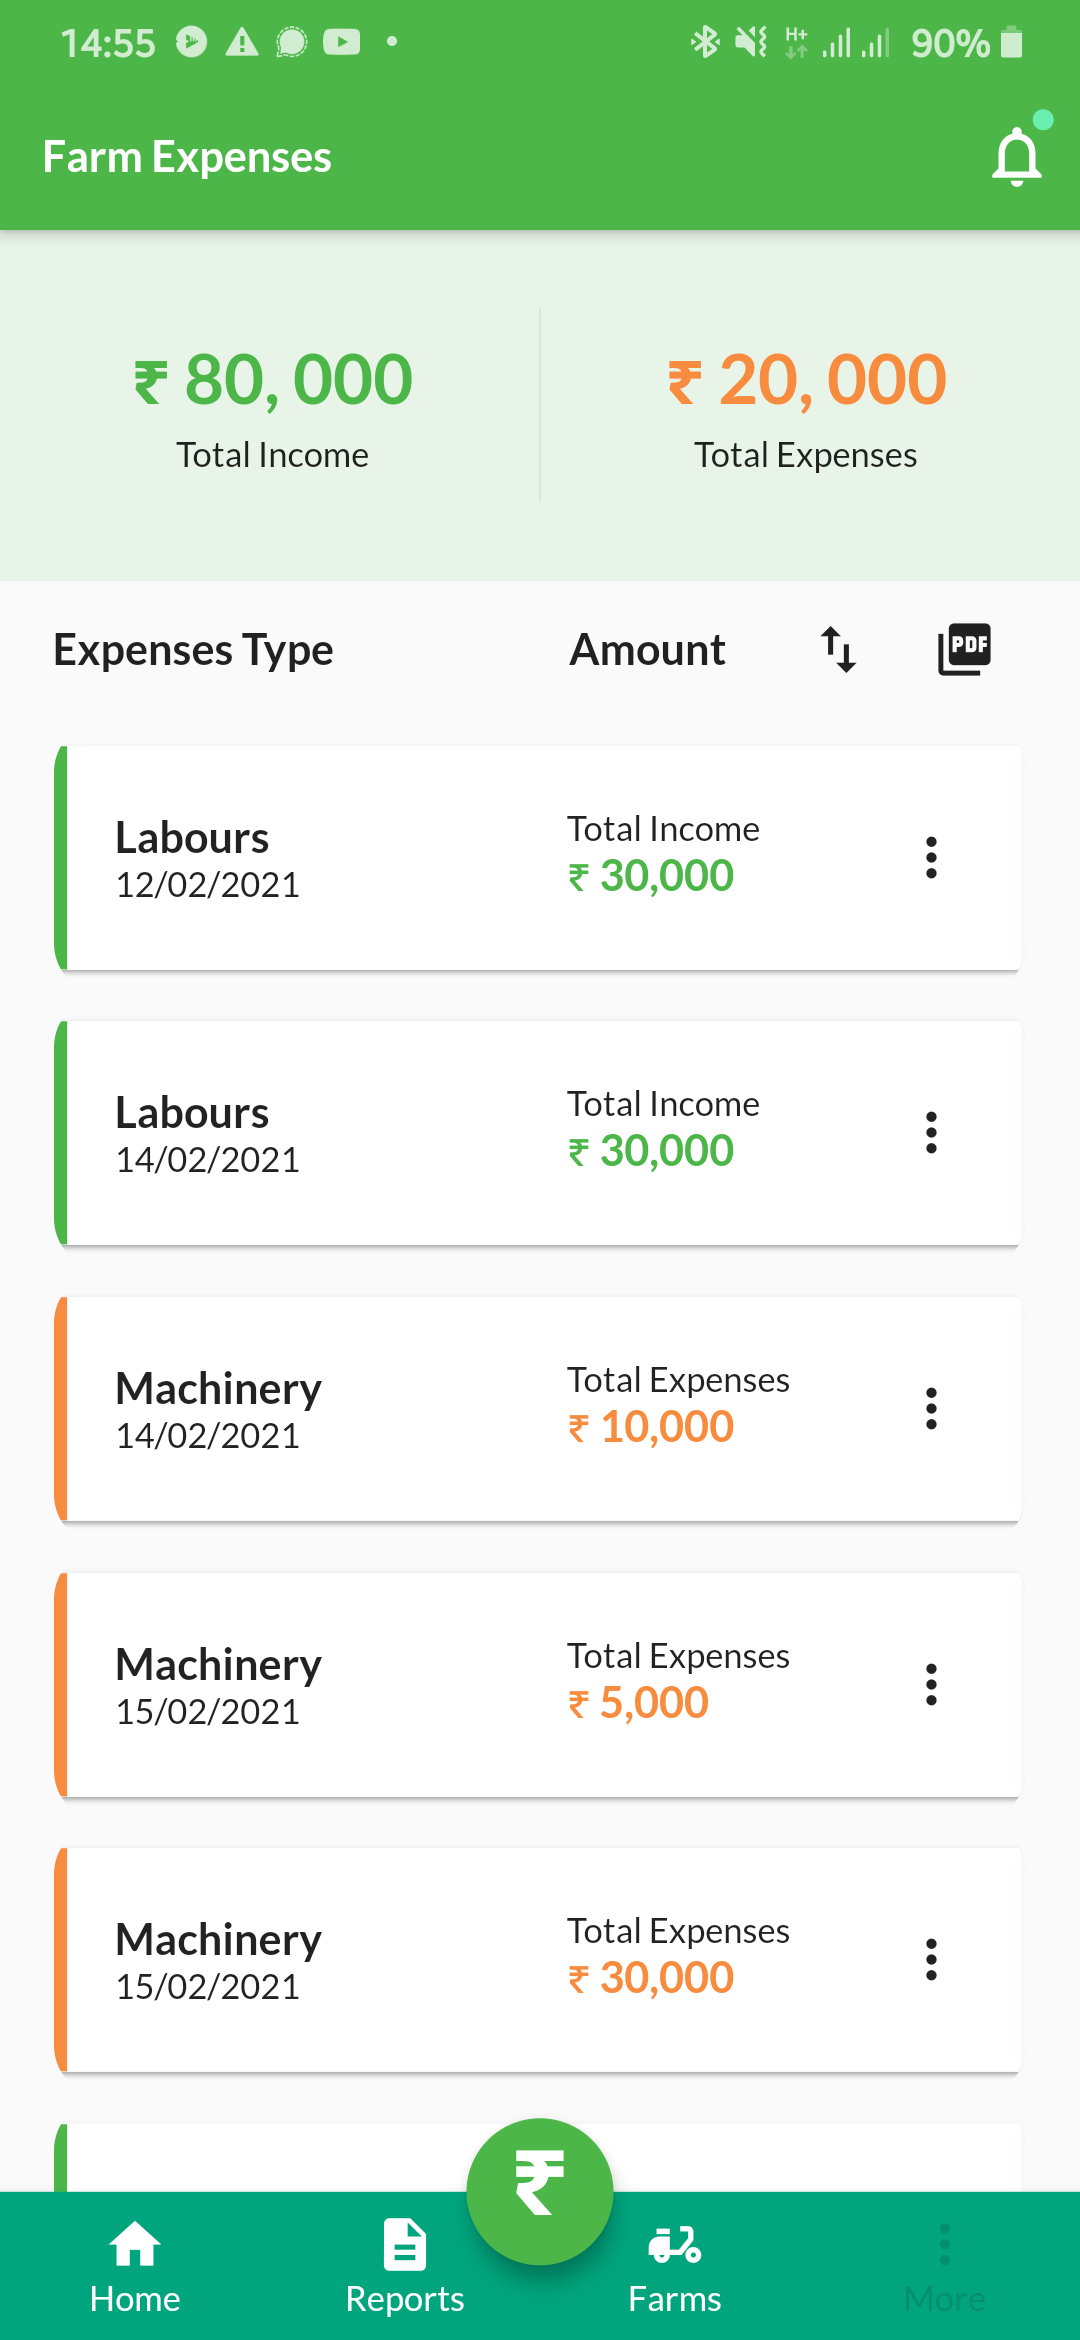 14:55 H+ 90%
Farm Expenses
₹ 80, 000
Total Income
₹ 20, 000
Total Expenses
Expenses Type Amount PDF
Labours
12/02/2021
Total Income
₹ 30,000
Labours
14/02/2021
Total Income
₹ 30,000
Machinery
14/02/2021
Total Expenses
₹ 10,000
Machinery
15/02/2021
Total Expenses
₹ 5,000
Machinery
15/02/2021
Total Expenses
₹ 30,000
₹
Home Reports Farms More